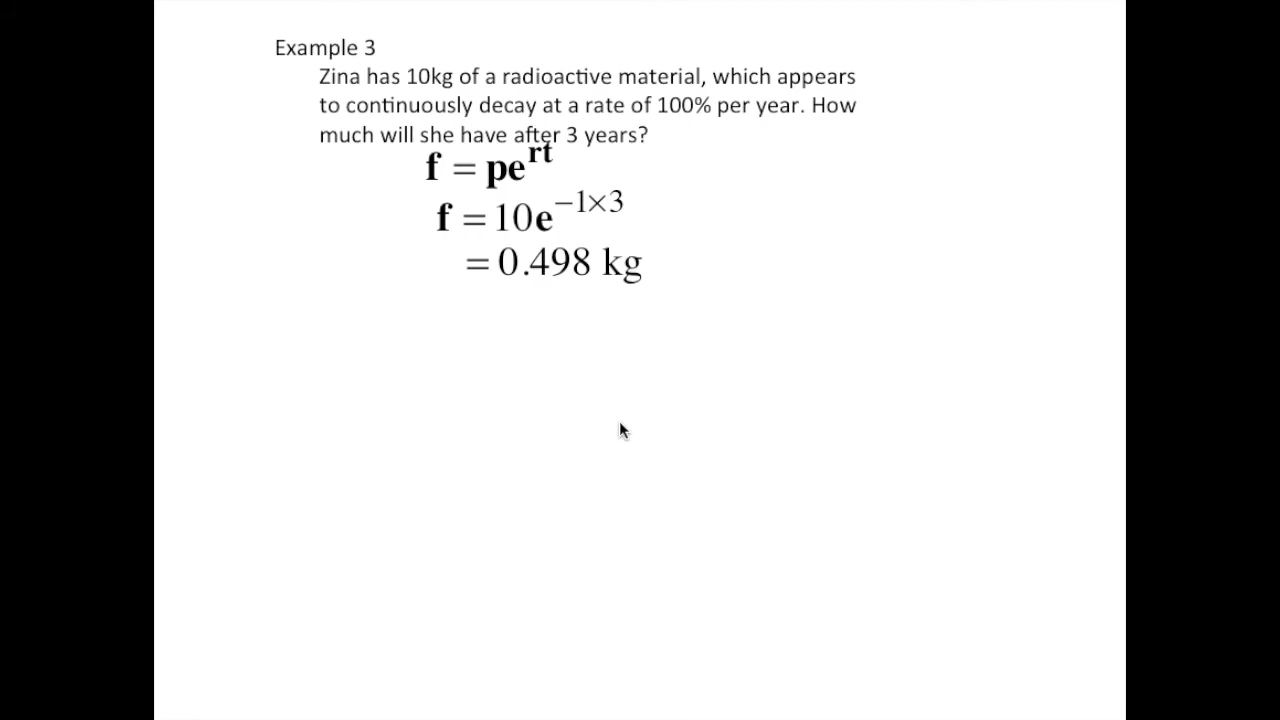 Example 3
Zina has 10kg of a radioactive material, which appears
to continuously decay at a rate of 100% per year. How
much will she have after 3 years?
f = pe^rt
f = 10e^−1×3
= 0.498 kg